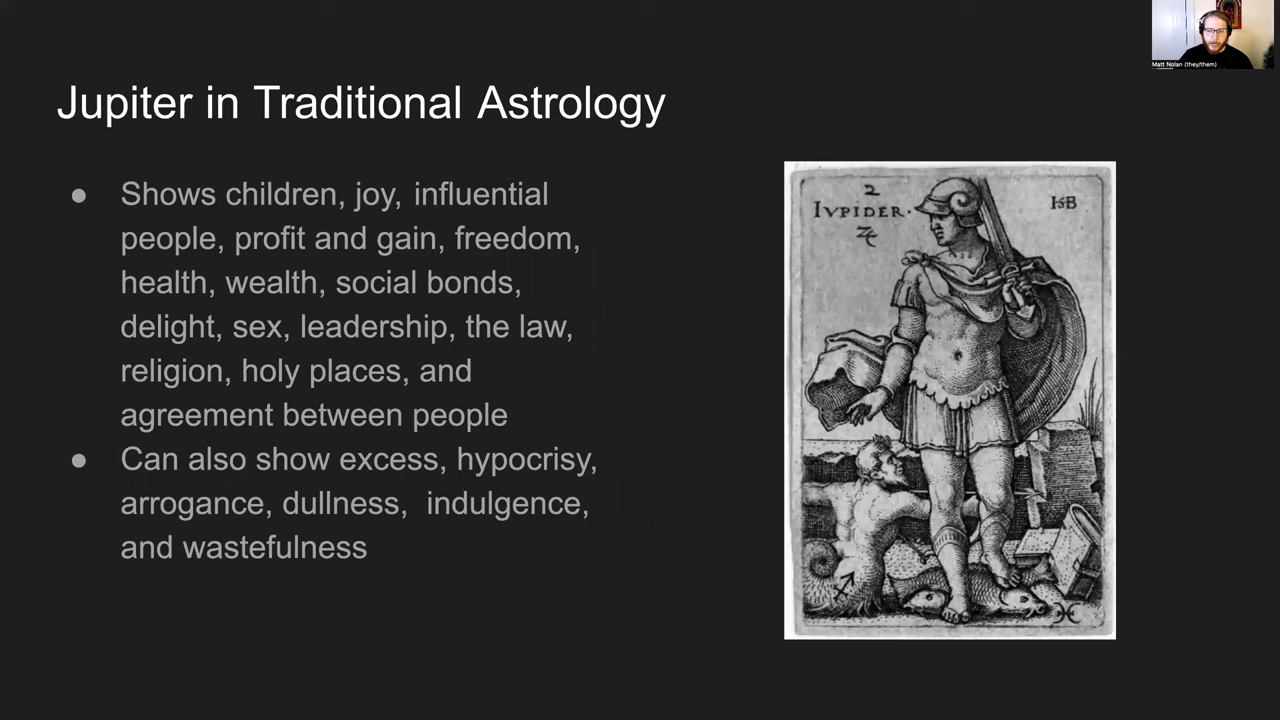 Matt Nolan (they/them)
Jupiter in Traditional Astrology
● Shows children, joy, influential
people, profit and gain, freedom,
health, wealth, social bonds,
delight, sex, leadership, the law,
religion, holy places, and
agreement between people
● Can also show excess, hypocrisy,
arrogance, dullness,  indulgence,
and wastefulness
2
IVPIDER·
♃
HSB
♐
♓